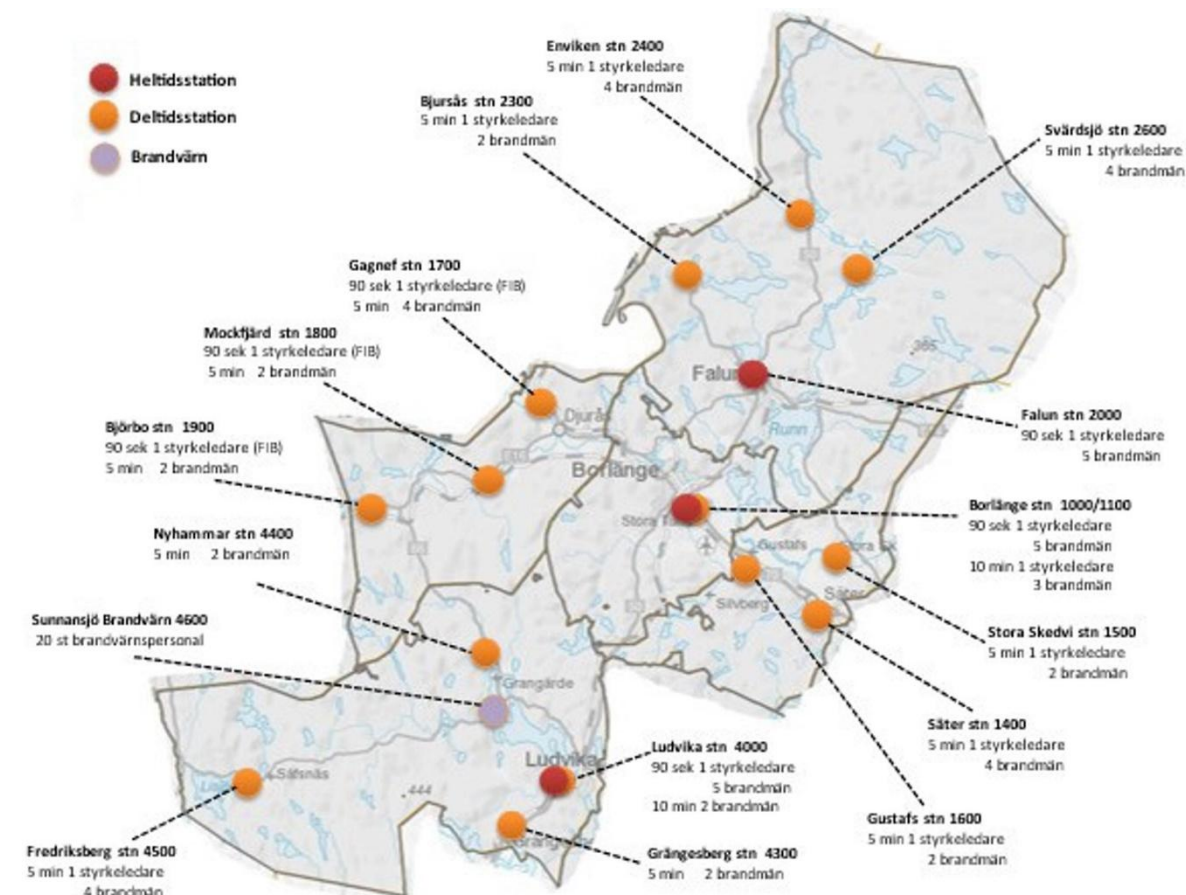 Heltidsstation
Deltidsstation
Brandvärn
Enviken stn 2400
5 min 1 styrkeledare
4 brandmän
Bjursås stn 2300
5 min 1 styrkeledare
2 brandmän
Svärdsjö stn 2600
5 min 1 styrkeledare
4 brandmän
Gagnef stn 1700
90 sek 1 styrkeledare (FIB)
5 min 4 brandmän
Mockfjärd stn 1800
90 sek 1 styrkeledare (FIB)
5 min 2 brandmän
Björbo stn 1900
90 sek 1 styrkeledare (FIB)
5 min 2 brandmän
Nyhammar stn 4400
5 min 2 brandmän
Sunnansjö Brandvärn 4600
20 st brandvärnspersonal
Falun stn 2000
90 sek 1 styrkeledare
5 brandmän
Borlänge stn 1000/1100
90 sek 1 styrkeledare
5 brandmän
10 min 1 styrkeledare
3 brandmän
Stora Skedvi stn 1500
5 min 1 styrkeledare
2 brandmän
Säter stn 1400
5 min 1 styrkeledare
4 brandmän
Ludvika stn 4000
90 sek 1 styrkeledare
5 brandmän
10 min 2 brandmän
Gustafs stn 1600
5 min 1 styrkeledare
2 brandmän
Grängesberg stn 4300
5 min 2 brandmän
Fredriksberg stn 4500
5 min 1 styrkeledare
4 brandmän
365
Falun
Djurås
Runn
Borlänge
Stora
Gustafs
Säter
Silvberg
Grangärde
Ludvika
Säfsnäs
444